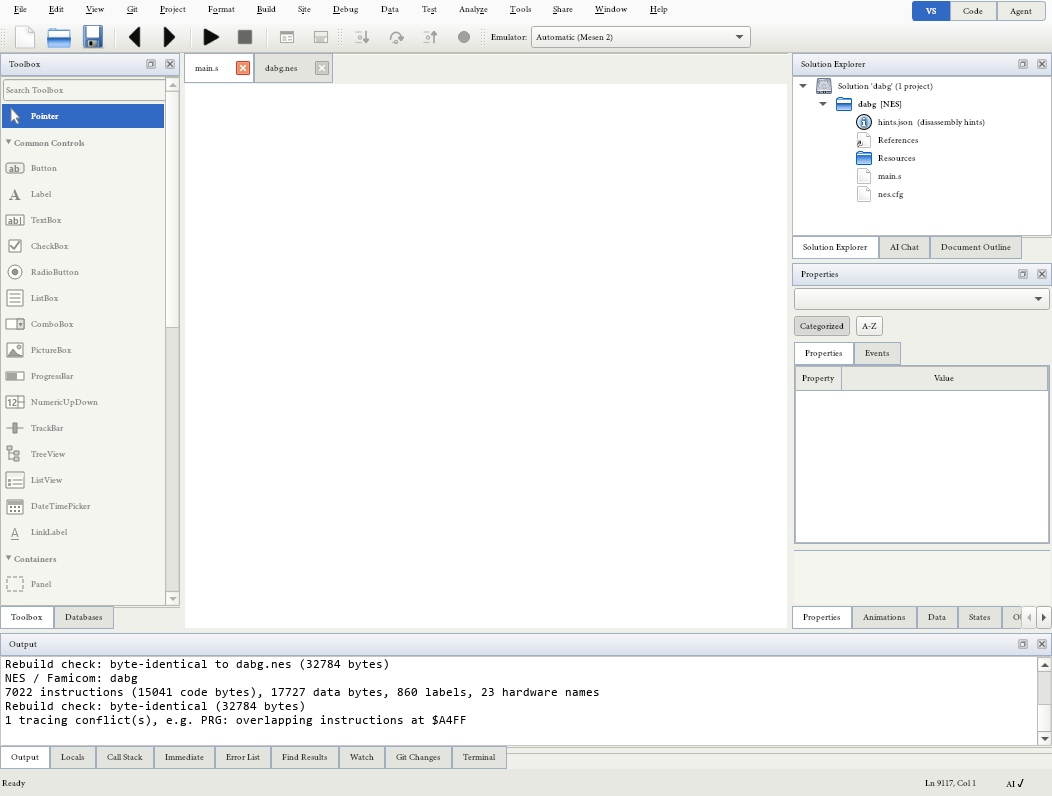 File Edit View Git Project Format Build Site Debug Data Test Analyze Tools Share Window Help
VS Code Agent
Emulator: Automatic (Mesen 2)
Toolbox
Search Toolbox
Pointer
Common Controls
Button
Label
TextBox
CheckBox
RadioButton
ListBox
ComboBox
PictureBox
ProgressBar
NumericUpDown
TrackBar
TreeView
ListView
DateTimePicker
LinkLabel
Containers
Panel
Toolbox Databases
main.s dabg.nes
Solution Explorer
Solution 'dabg' (1 project)
dabg [NES]
hints.json (disassembly hints)
References
Resources
main.s
nes.cfg
Solution Explorer AI Chat Document Outline
Properties
Categorized A-Z
Properties Events
Property Value
Properties Animations Data States
Output
Rebuild check: byte-identical to dabg.nes (32784 bytes)
NES / Famicom: dabg
7022 instructions (15041 code bytes), 17727 data bytes, 860 labels, 23 hardware names
Rebuild check: byte-identical (32784 bytes)
1 tracing conflict(s), e.g. PRG: overlapping instructions at $A4FF
Output Locals Call Stack Immediate Error List Find Results Watch Git Changes Terminal
Ready Ln 9117, Col 1 AI ✓